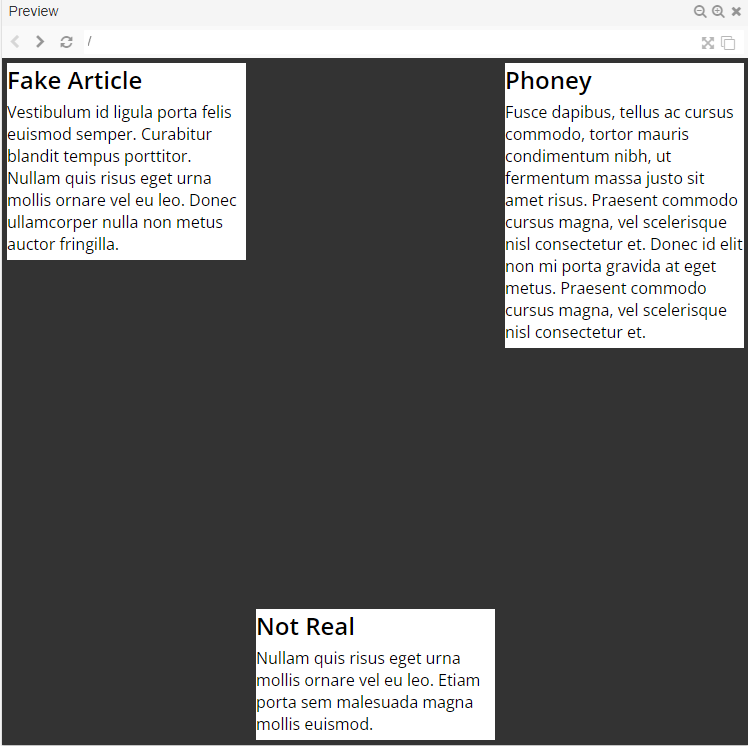 Preview
/
Fake Article
Vestibulum id ligula porta felis
euismod semper. Curabitur
blandit tempus porttitor.
Nullam quis risus eget urna
mollis ornare vel eu leo. Donec
ullamcorper nulla non metus
auctor fringilla.
Phoney
Fusce dapibus, tellus ac cursus
commodo, tortor mauris
condimentum nibh, ut
fermentum massa justo sit
amet risus. Praesent commodo
cursus magna, vel scelerisque
nisl consectetur et. Donec id elit
non mi porta gravida at eget
metus. Praesent commodo
cursus magna, vel scelerisque
nisl consectetur et.
Not Real
Nullam quis risus eget urna
mollis ornare vel eu leo. Etiam
porta sem malesuada magna
mollis euismod.